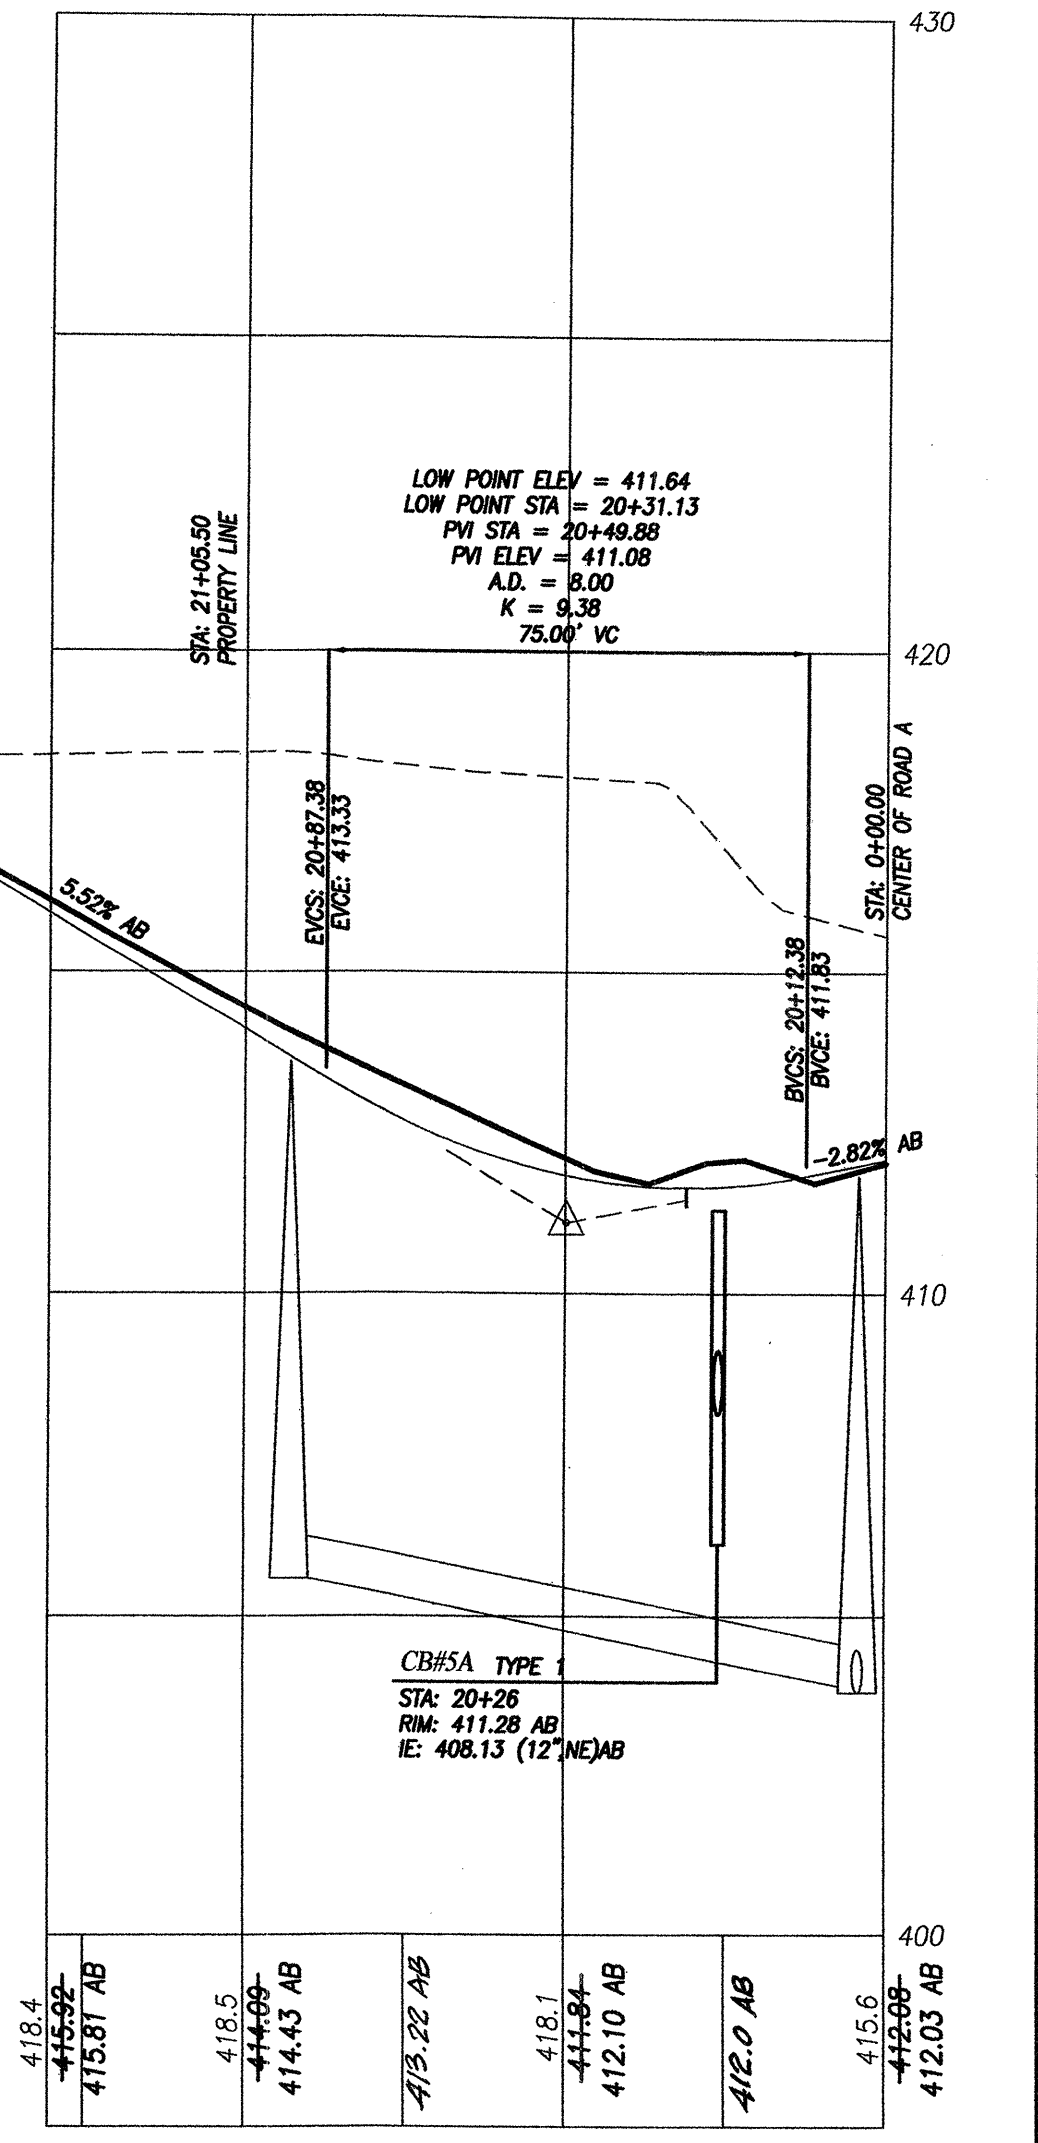 430
LOW POINT ELEV = 411.64
LOW POINT STA = 20+31.13
PVI STA = 20+49.88
PVI ELEV = 411.08
A.D. = 8.00
K = 9.38
75.00' VC
STA: 21+05.50
PROPERTY LINE
420
STA: 0+00.00
CENTER OF ROAD A
EVCS: 20+87.38
EVCE: 413.33
5.52% AB
BVCS: 20+12.38
BVCE: 411.83
-2.82% AB
410
CB#5A TYPE 1
STA: 20+26
RIM: 411.28 AB
IE: 408.13 (12",NE)AB
400
418.4
415.92
415.81 AB
418.5
414.09
414.43 AB
413.22 AB
418.1
411.84
412.10 AB
412.0 AB
415.6
412.08
412.03 AB